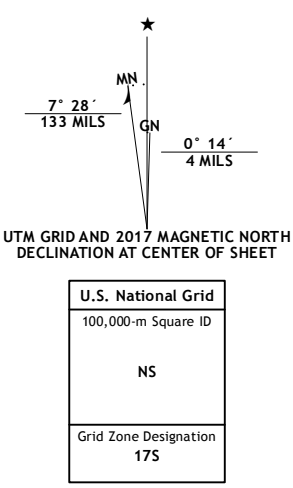 MN
7° 28´
133 MILS
GN
0° 14´
4 MILS
UTM GRID AND 2017 MAGNETIC NORTH
DECLINATION AT CENTER OF SHEET
U.S. National Grid
100,000-m Square ID
NS
Grid Zone Designation
17S